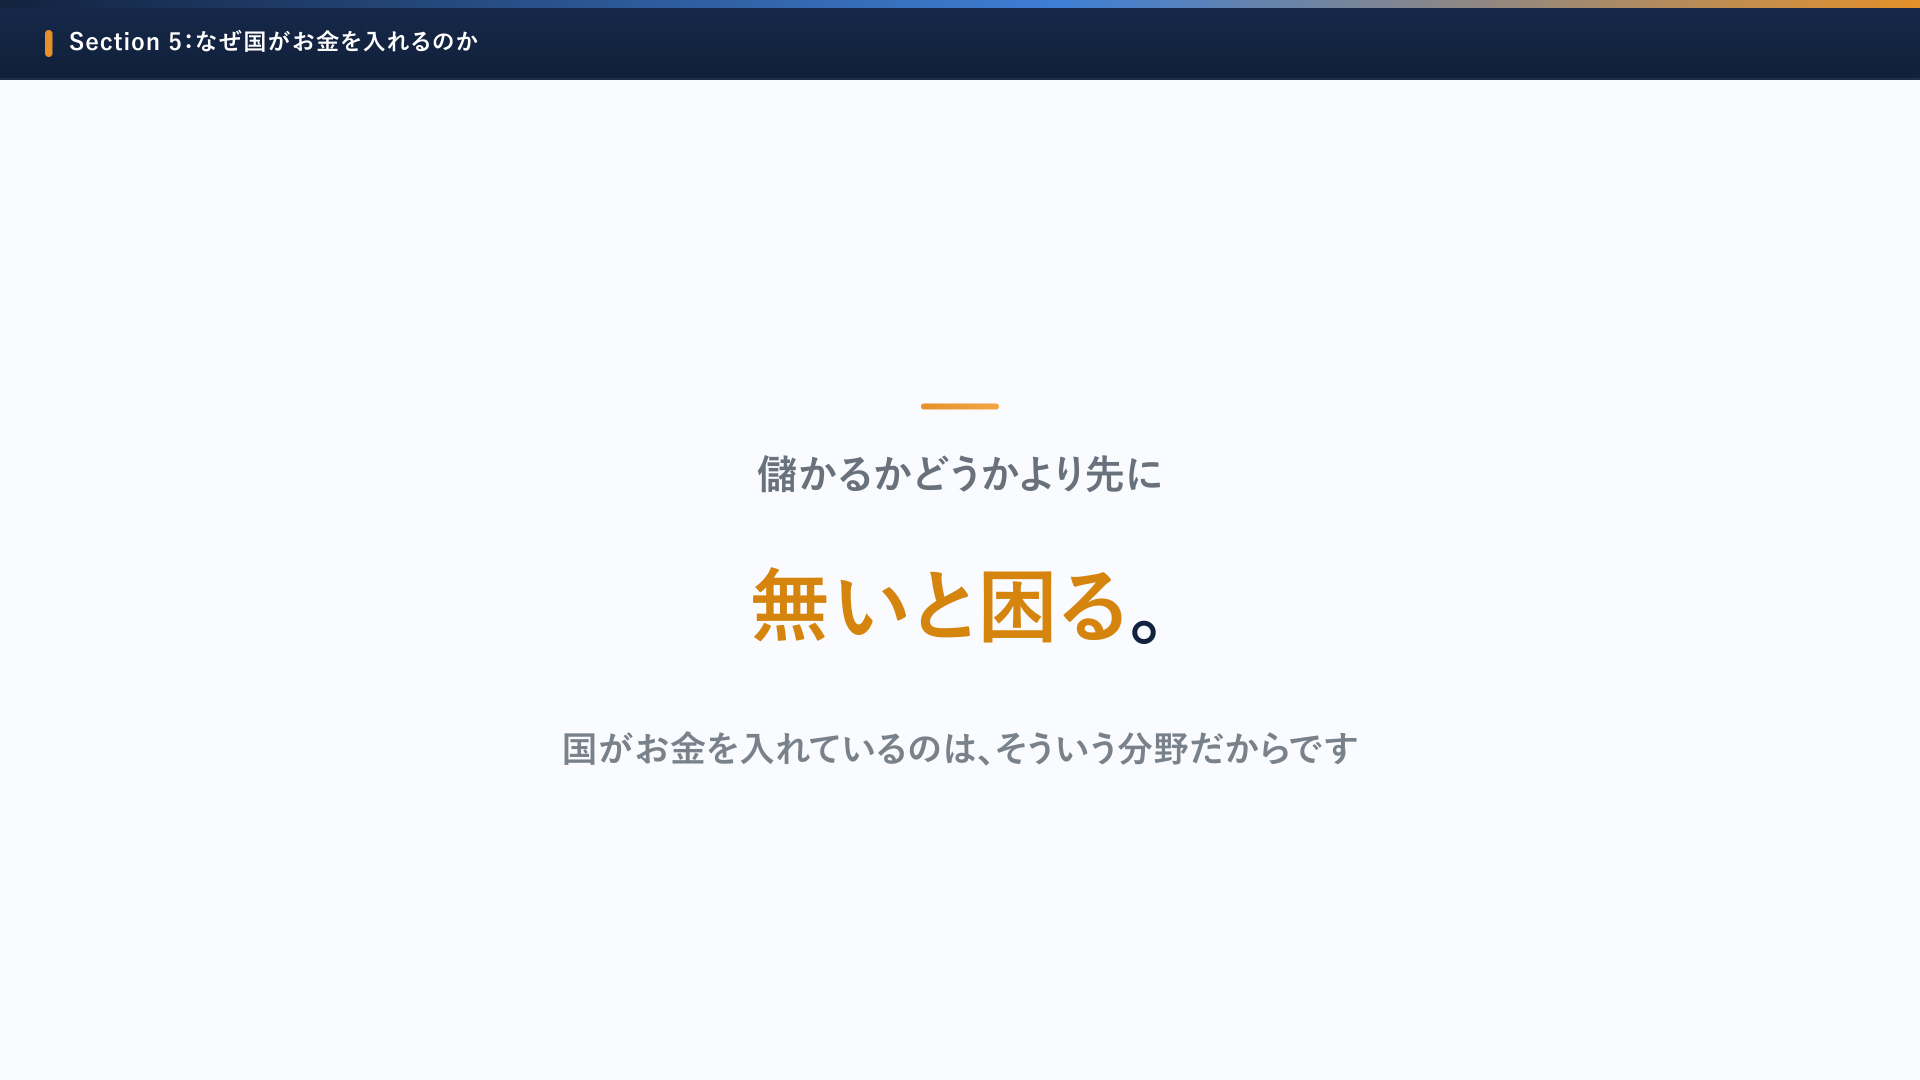 Section 5：なぜ国がお金を入れるのか
儲かるかどうかより先に
無いと困る。
国がお金を入れているのは、そういう分野だからです